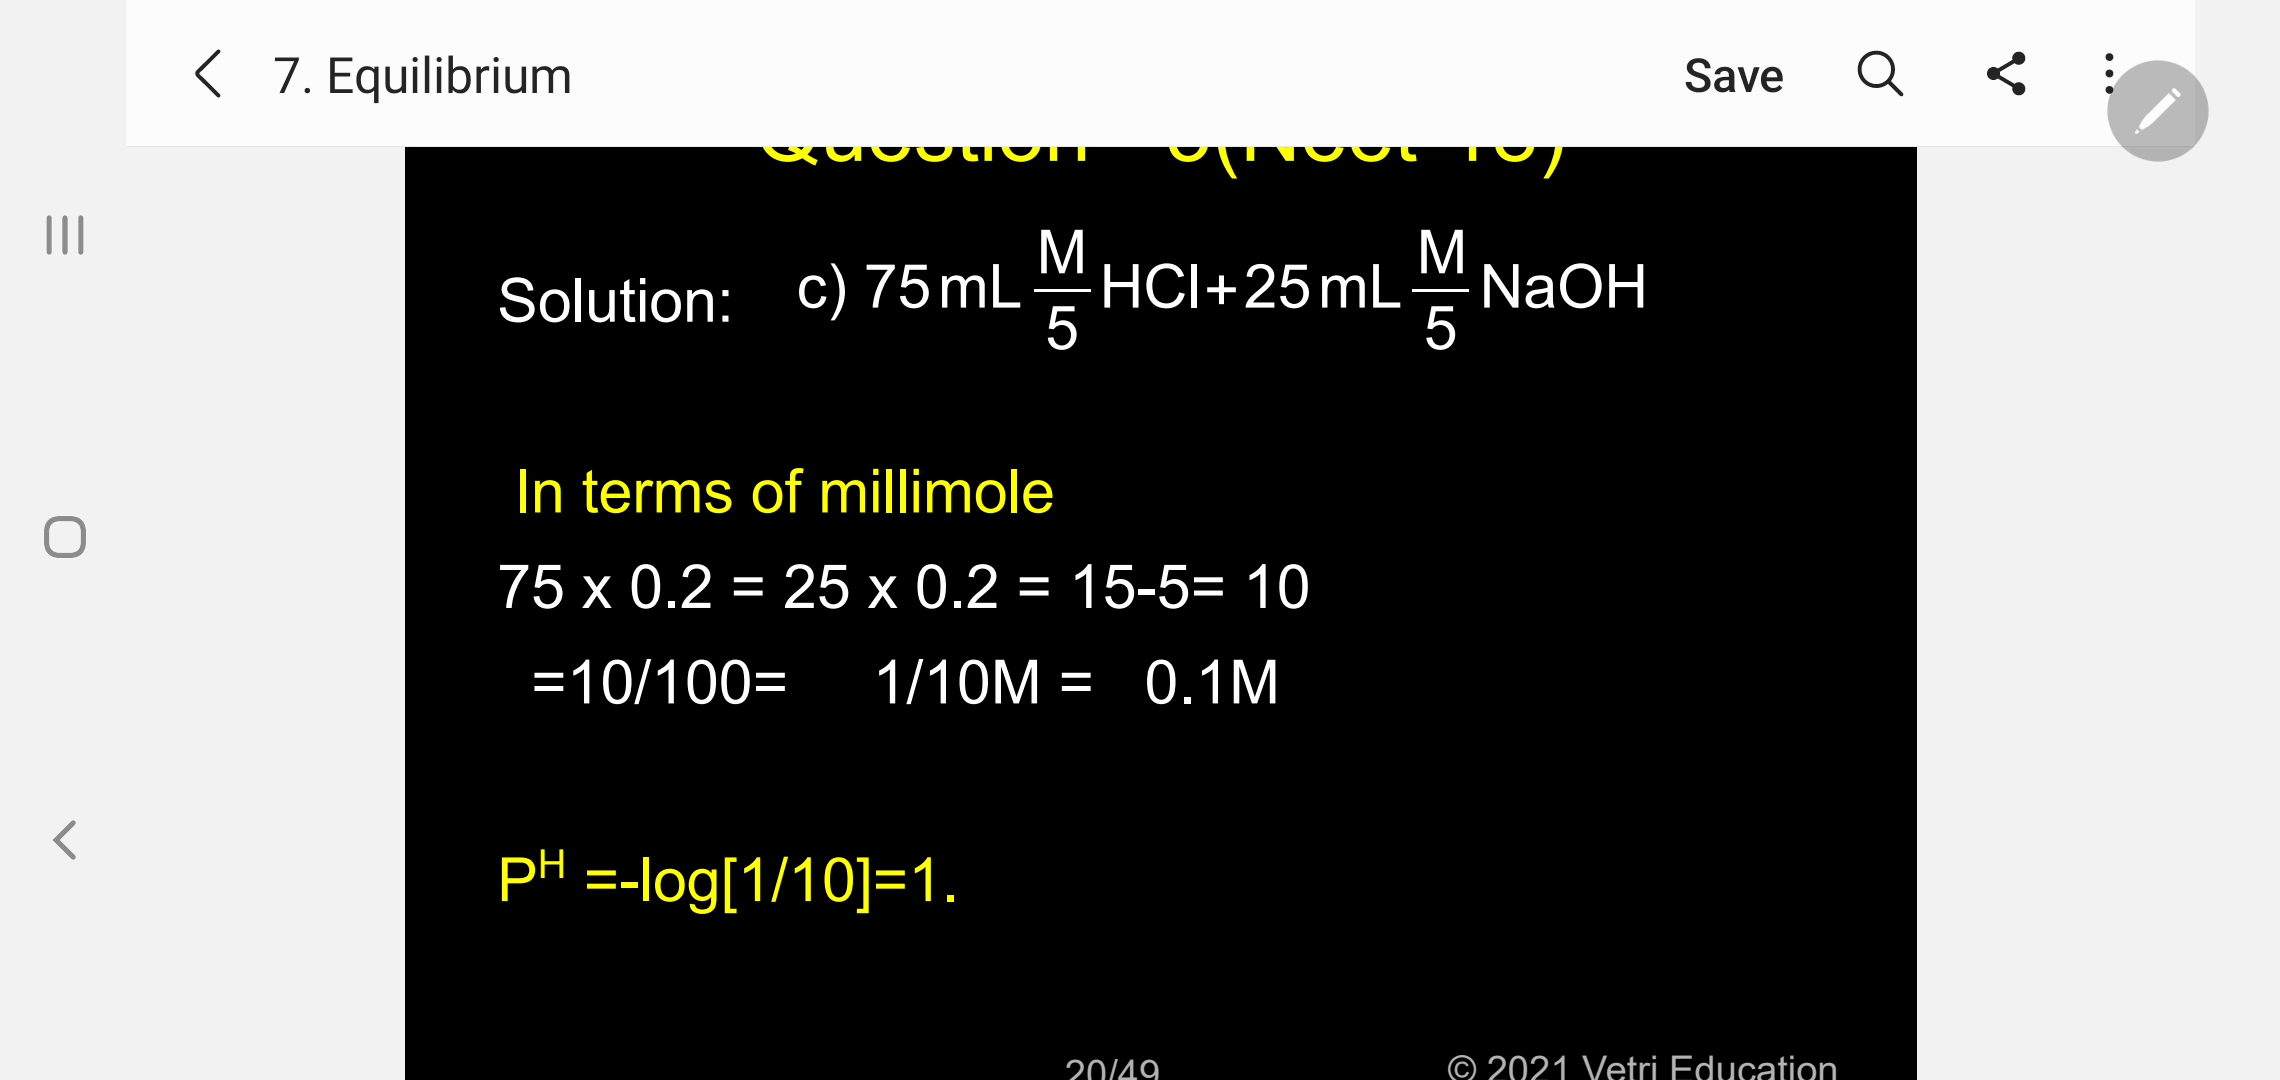 7. Equilibrium
Save
Solution: c) 75 mL M/5 HCl+25 mL M/5 NaOH
In terms of millimole
75 x 0.2 = 25 x 0.2 = 15-5= 10
=10/100= 1/10M = 0.1M
Pᴴ =-log[1/10]=1.
20/49
© 2021 Vetri Education